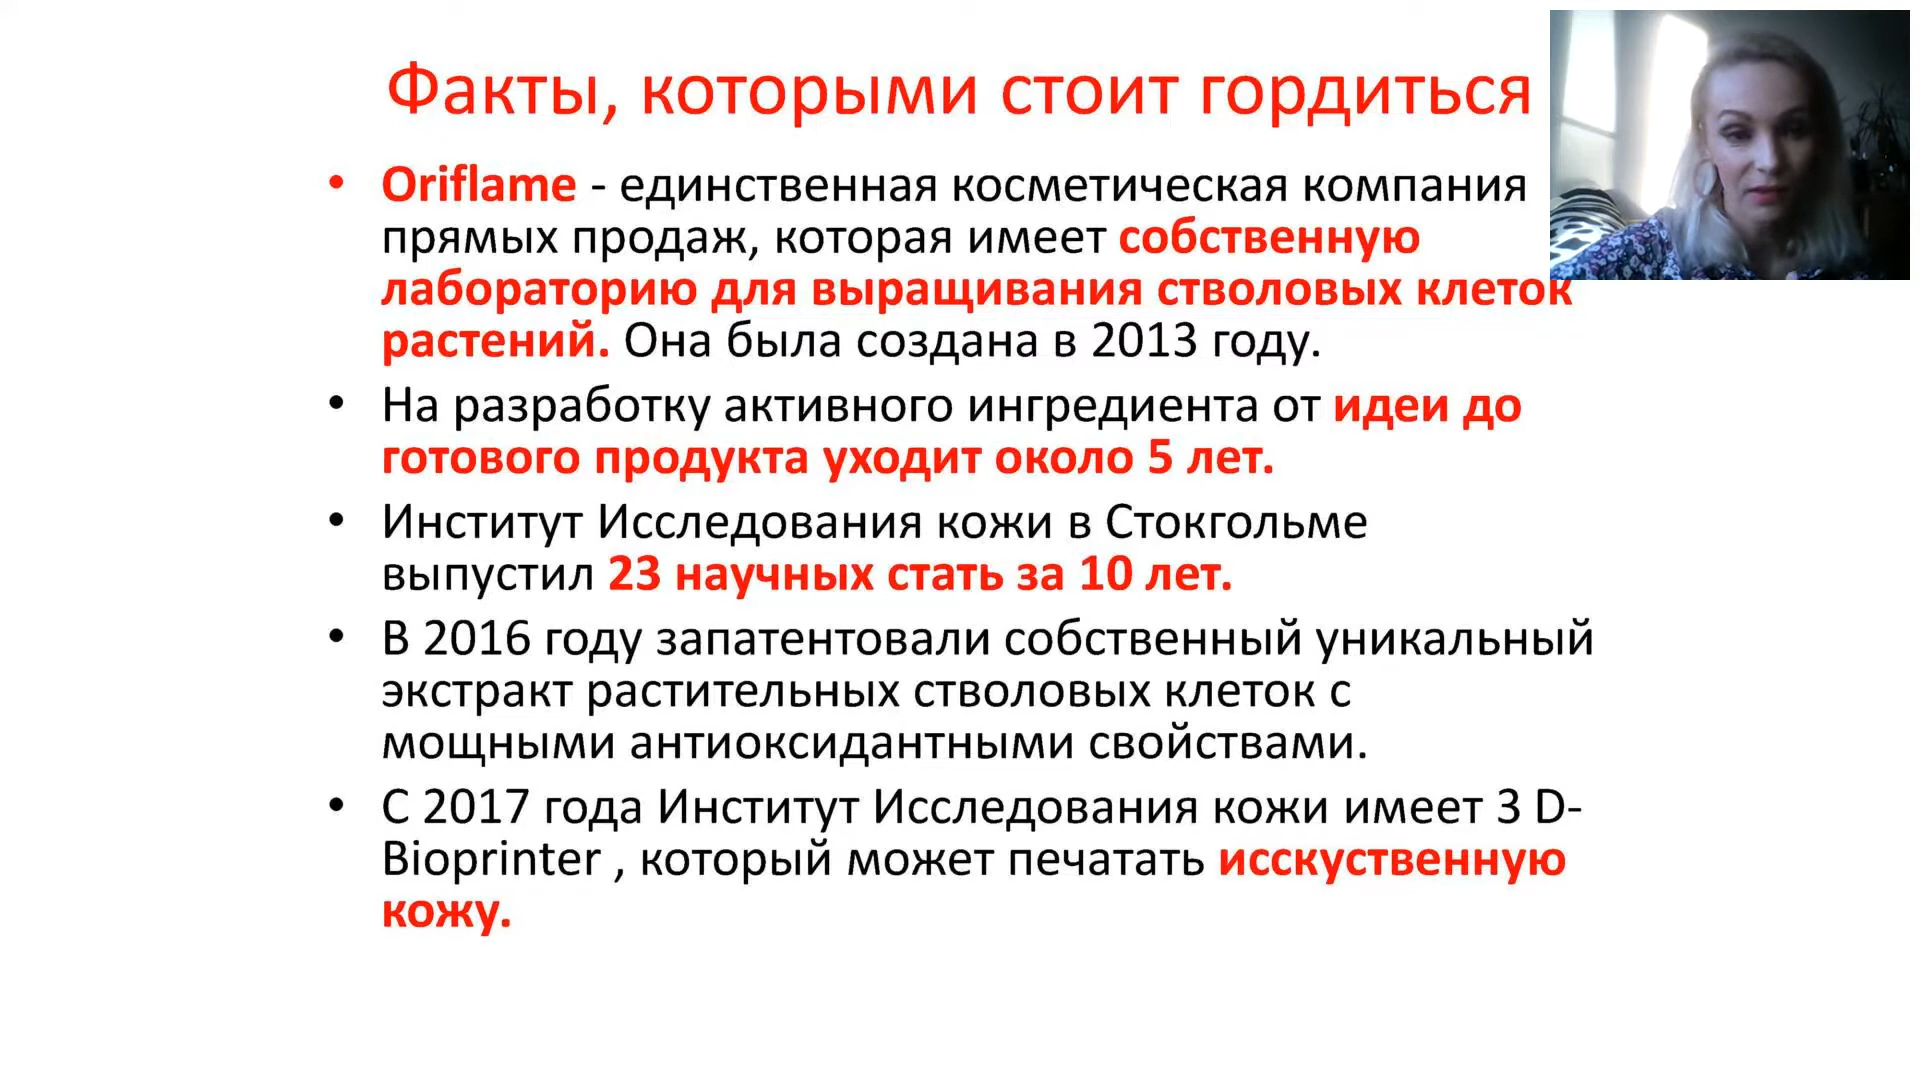 Факты, которыми стоит гордиться
• Oriflame - единственная косметическая компания
прямых продаж, которая имеет собственную
лабораторию для выращивания стволовых клеток
растений. Она была создана в 2013 году.
• На разработку активного ингредиента от идеи до
готового продукта уходит около 5 лет.
• Институт Исследования кожи в Стокгольме
выпустил 23 научных стать за 10 лет.
• В 2016 году запатентовали собственный уникальный
экстракт растительных стволовых клеток с
мощными антиоксидантными свойствами.
• С 2017 года Институт Исследования кожи имеет 3 D-
Bioprinter , который может печатать исскуственную
кожу.